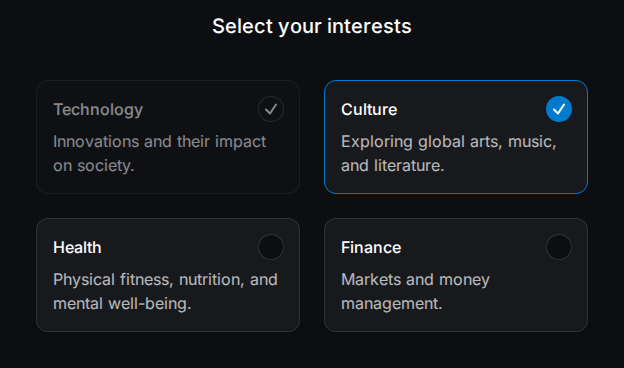 Select your interests
Technology
Innovations and their impact
on society.
Culture
Exploring global arts, music,
and literature.
Health
Physical fitness, nutrition, and
mental well-being.
Finance
Markets and money
management.